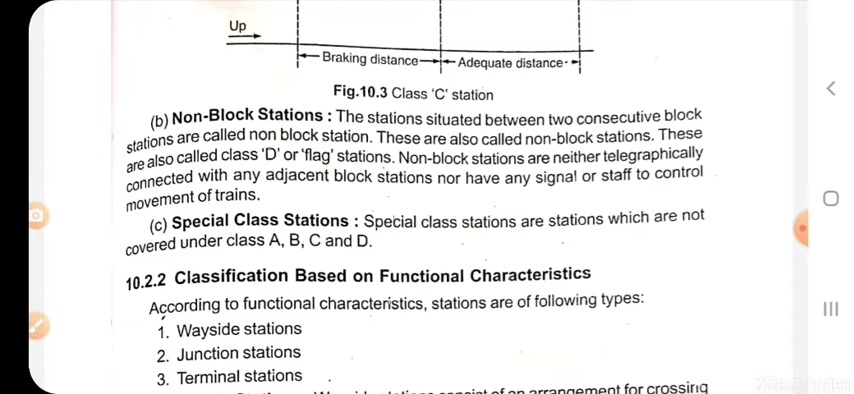 Up
Braking distance
Adequate distance
Fig.10.3 Class 'C' station
(b) Non-Block Stations : The stations situated between two consecutive block
stations are called non block station. These are also called non-block stations. These
are also called class 'D' or 'flag' stations. Non-block stations are neither telegraphically
connected with any adjacent block stations nor have any signal or staff to control
movement of trains.
(c) Special Class Stations : Special class stations are stations which are not
covered under class A, B, C and D.
10.2.2 Classification Based on Functional Characteristics
According to functional characteristics, stations are of following types:
1. Wayside stations
2. Junction stations
3. Terminal stations
consist of an arrangement for crossing
XRecorder